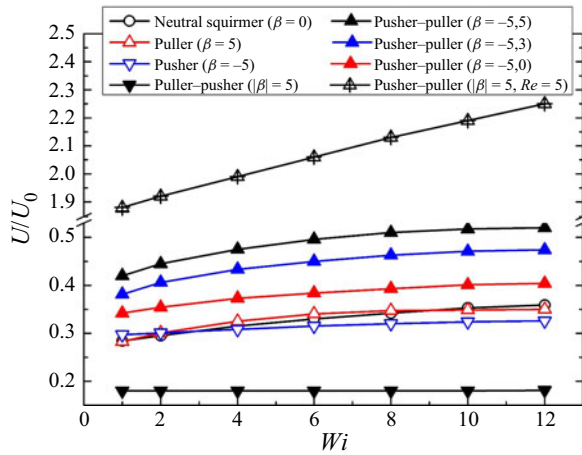 Neutral squirmer (β = 0)
Puller (β = 5)
Pusher (β = –5)
Puller–pusher (|β| = 5)
Pusher–puller (β = –5,5)
Pusher–puller (β = –5,3)
Pusher–puller (β = –5,0)
Pusher–puller (|β| = 5, Re = 5)
2.5
2.4
2.3
2.2
2.1
2.0
1.9
0.5
0.4
0.3
0.2
U/U₀
0 2 4 6 8 10 12
Wi